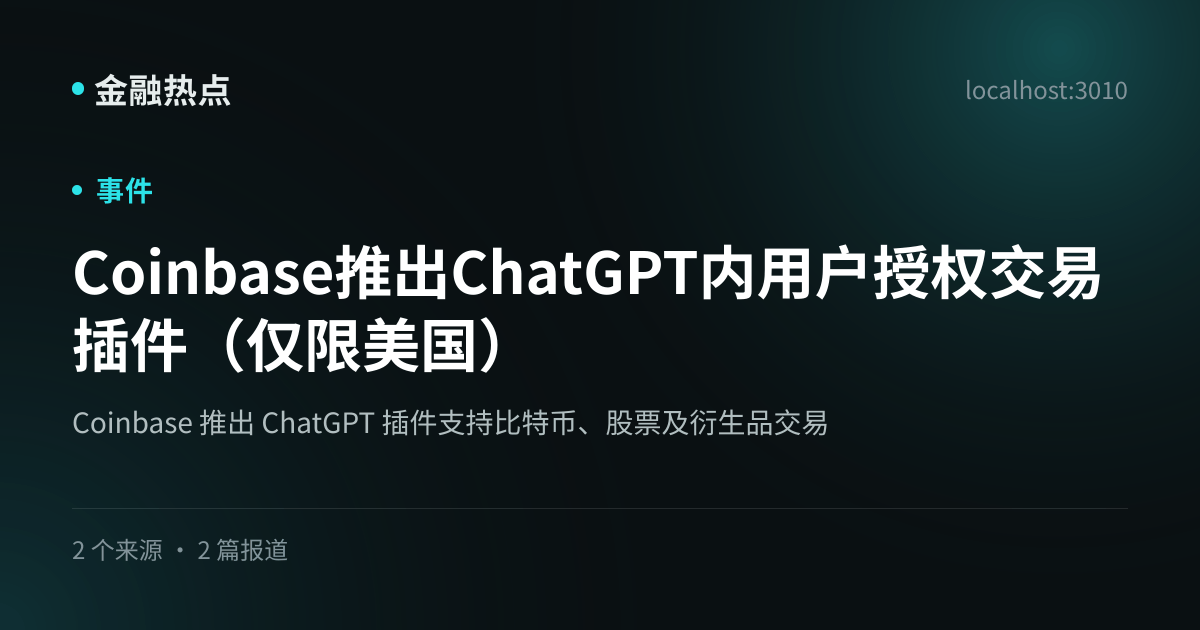 金融热点
localhost:3010
事件
Coinbase推出ChatGPT内用户授权交易
插件（仅限美国）
Coinbase 推出 ChatGPT 插件支持比特币、股票及衍生品交易
2 个来源 · 2 篇报道